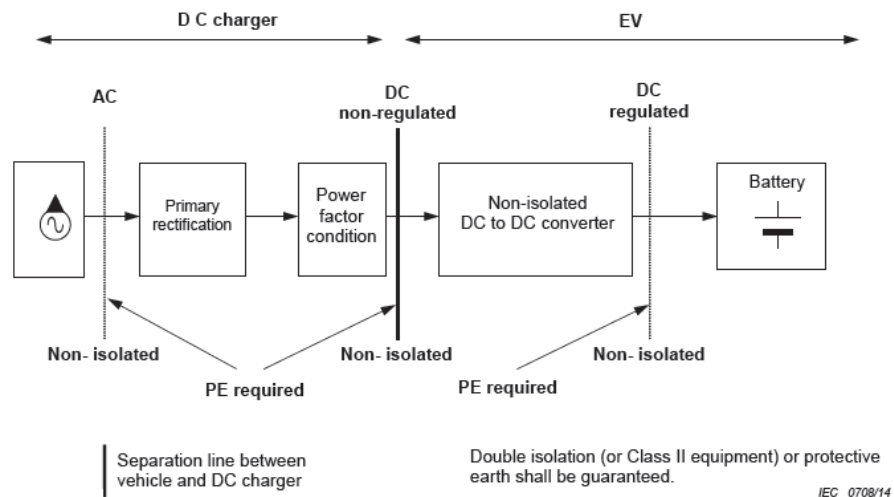 D C charger
EV
AC
DC
non-regulated
DC
regulated
Primary
rectification
Power
factor
condition
Non-isolated
DC to DC converter
Battery
Non- isolated
Non- isolated
Non- isolated
PE required
PE required
Separation line between
vehicle and DC charger
Double isolation (or Class II equipment) or protective
earth shall be guaranteed.
IEC 0708/14